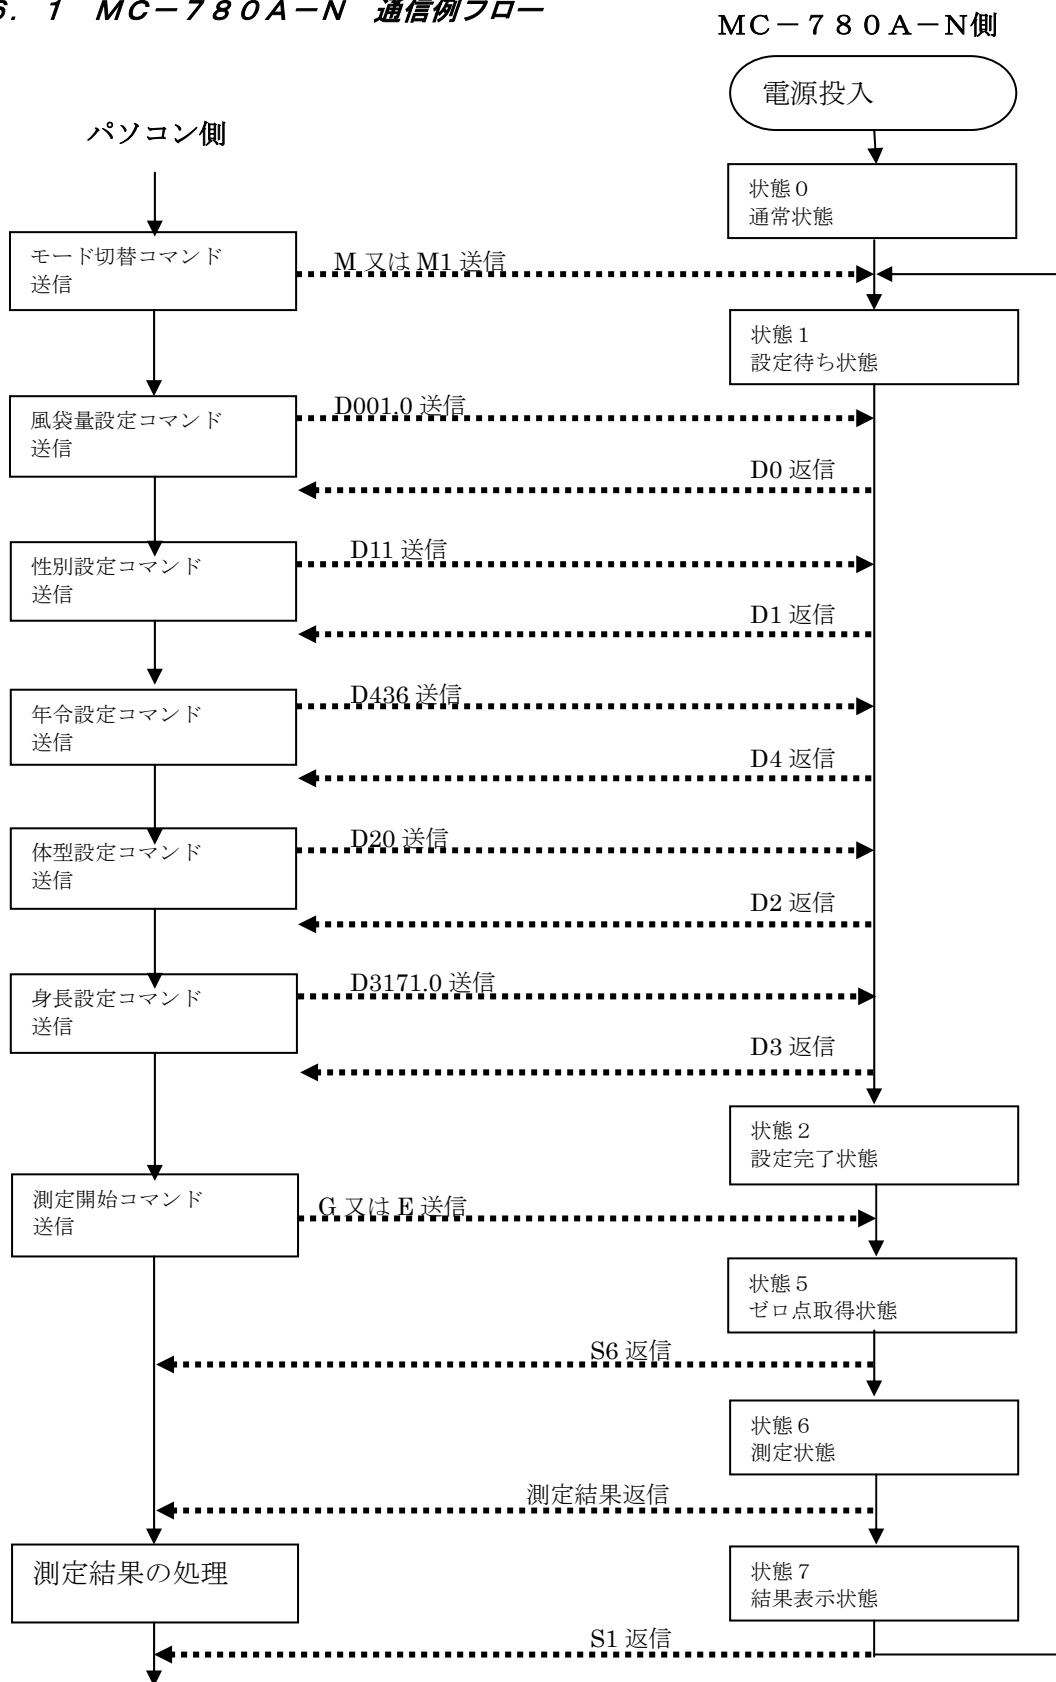 6．1　MC－780A－N　通信例フロー
MC－780A－N側
電源投入
パソコン側
状態０
通常状態
モード切替コマンド
送信
M 又は M1 送信
状態１
設定待ち状態
風袋量設定コマンド
送信
D001.0 送信
D0 返信
性別設定コマンド
送信
D11 送信
D1 返信
年令設定コマンド
送信
D436 送信
D4 返信
体型設定コマンド
送信
D20 送信
D2 返信
身長設定コマンド
送信
D3171.0 送信
D3 返信
状態２
設定完了状態
測定開始コマンド
送信
G 又は E 送信
状態５
ゼロ点取得状態
S6 返信
状態６
測定状態
測定結果返信
測定結果の処理
状態７
結果表示状態
S1 返信